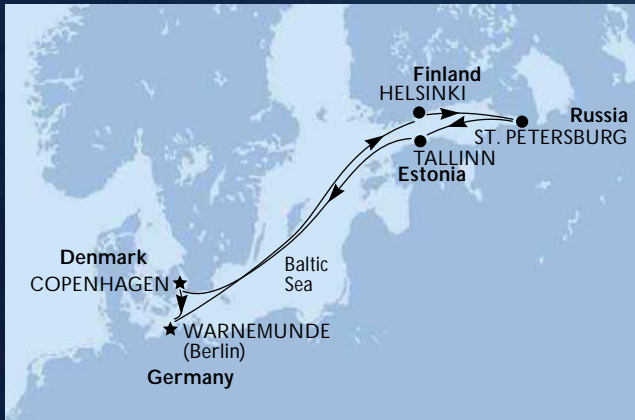 Finland
HELSINKI
Russia
ST. PETERSBURG
TALLINN
Estonia
Denmark
COPENHAGEN
Baltic
Sea
WARNEMUNDE
(Berlin)
Germany